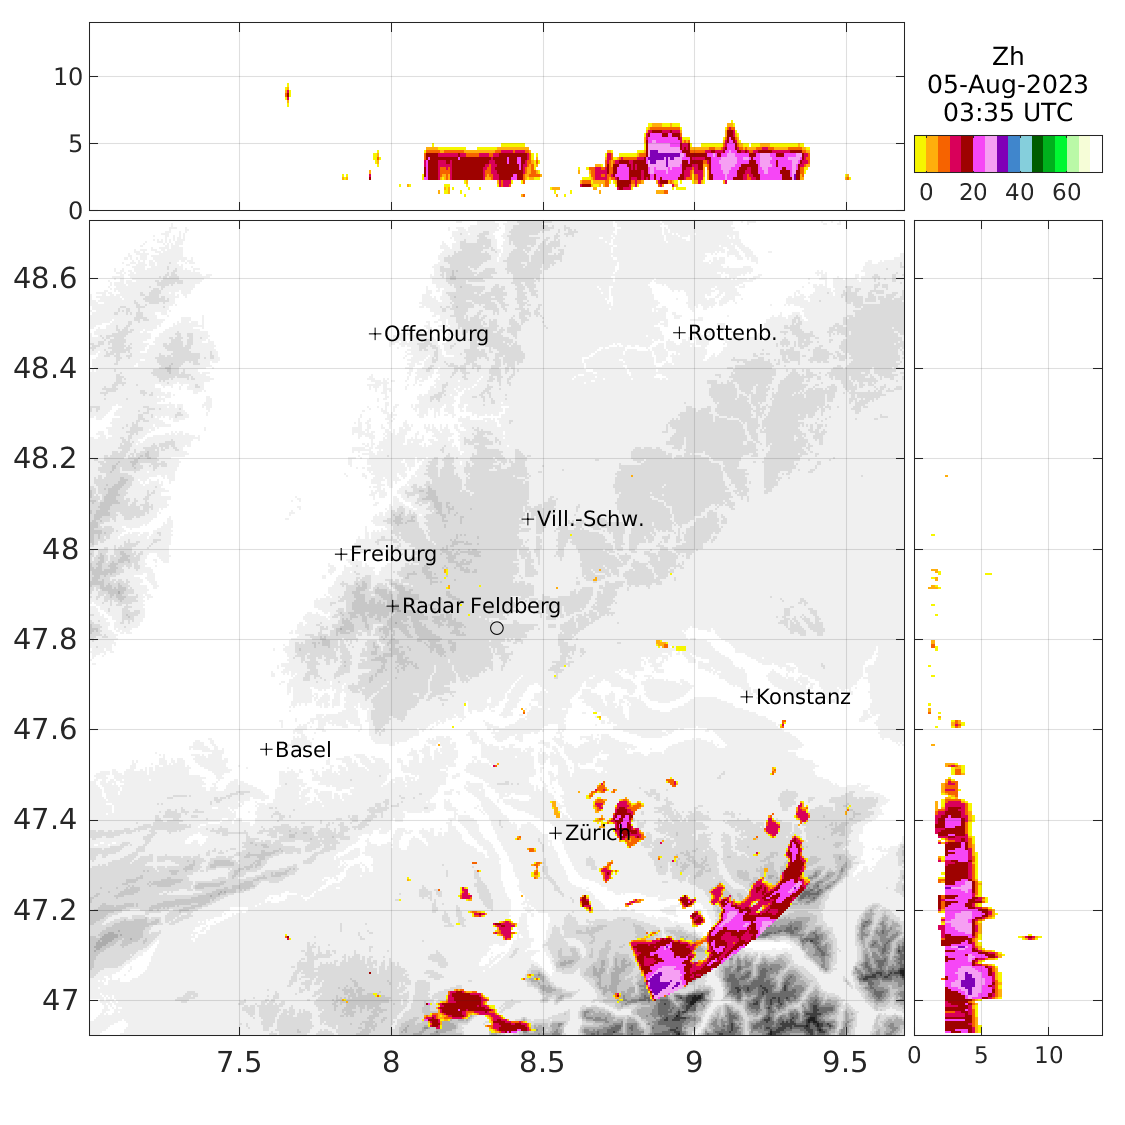 Zh
05-Aug-2023
03:35 UTC
0 20 40 60
10
5
0
48.6
48.4
48.2
48
47.8
47.6
47.4
47.2
47
Offenburg
Rottenb.
Vill.-Schw.
Freiburg
Radar Feldberg
Konstanz
Basel
Zürich
7.5 8 8.5 9 9.5
0 5 10